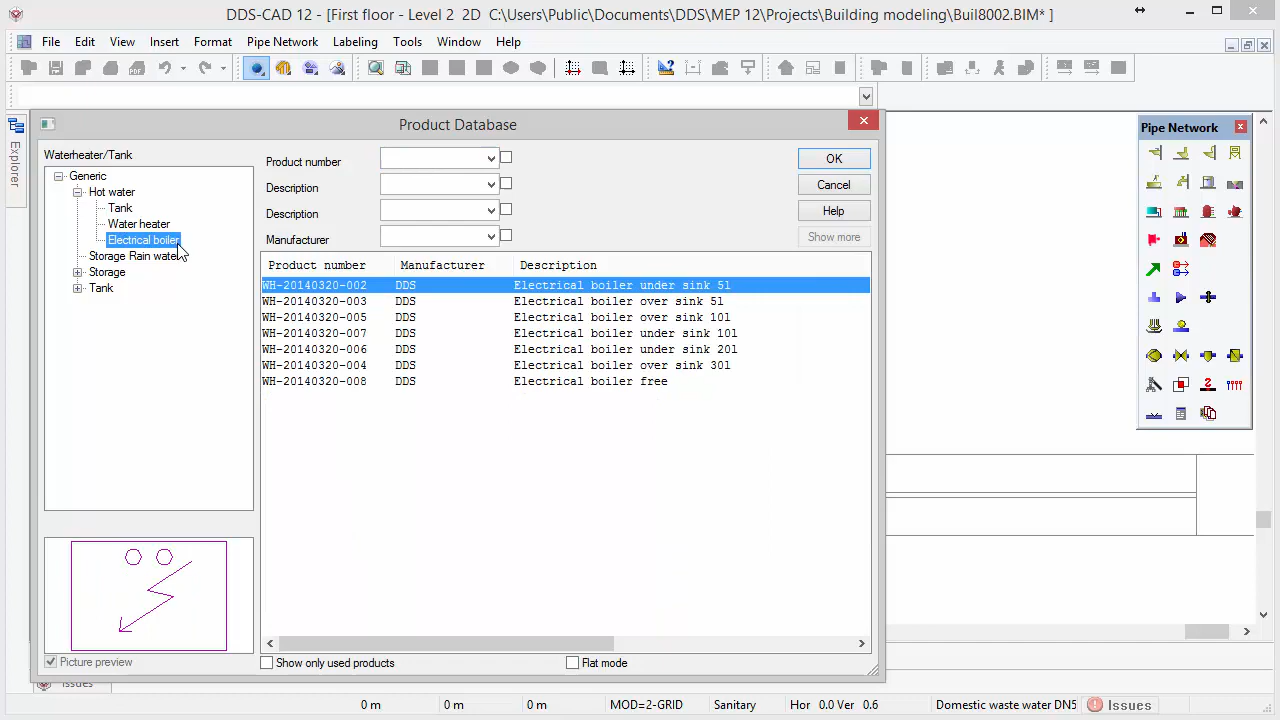 DDS-CAD 12 - [First floor - Level 2 2D C:\Users\Public\Documents\DDS\MEP 12\Projects\Building modeling\Buil8002.BIM* ]
File Edit View Insert Format Pipe Network Labeling Tools Window Help
Explorer
Product Database
Pipe Network
Waterheater/Tank
Generic
Hot water
Tank
Water heater
Electrical boiler
Storage Rain water
Storage
Tank
Product number
Description
Description
Manufacturer
OK
Cancel
Help
Show more
Product number Manufacturer Description
WH-20140320-002 DDS Electrical boiler under sink 5l
WH-20140320-003 DDS Electrical boiler over sink 5l
WH-20140320-005 DDS Electrical boiler over sink 10l
WH-20140320-007 DDS Electrical boiler under sink 10l
WH-20140320-006 DDS Electrical boiler under sink 20l
WH-20140320-004 DDS Electrical boiler over sink 30l
WH-20140320-008 DDS Electrical boiler free
Picture preview
Show only used products
Flat mode
Issues
0 m 0 m 0 m MOD=2-GRID Sanitary Hor 0.0 Ver 0.6 Domestic waste water DN5 Issues